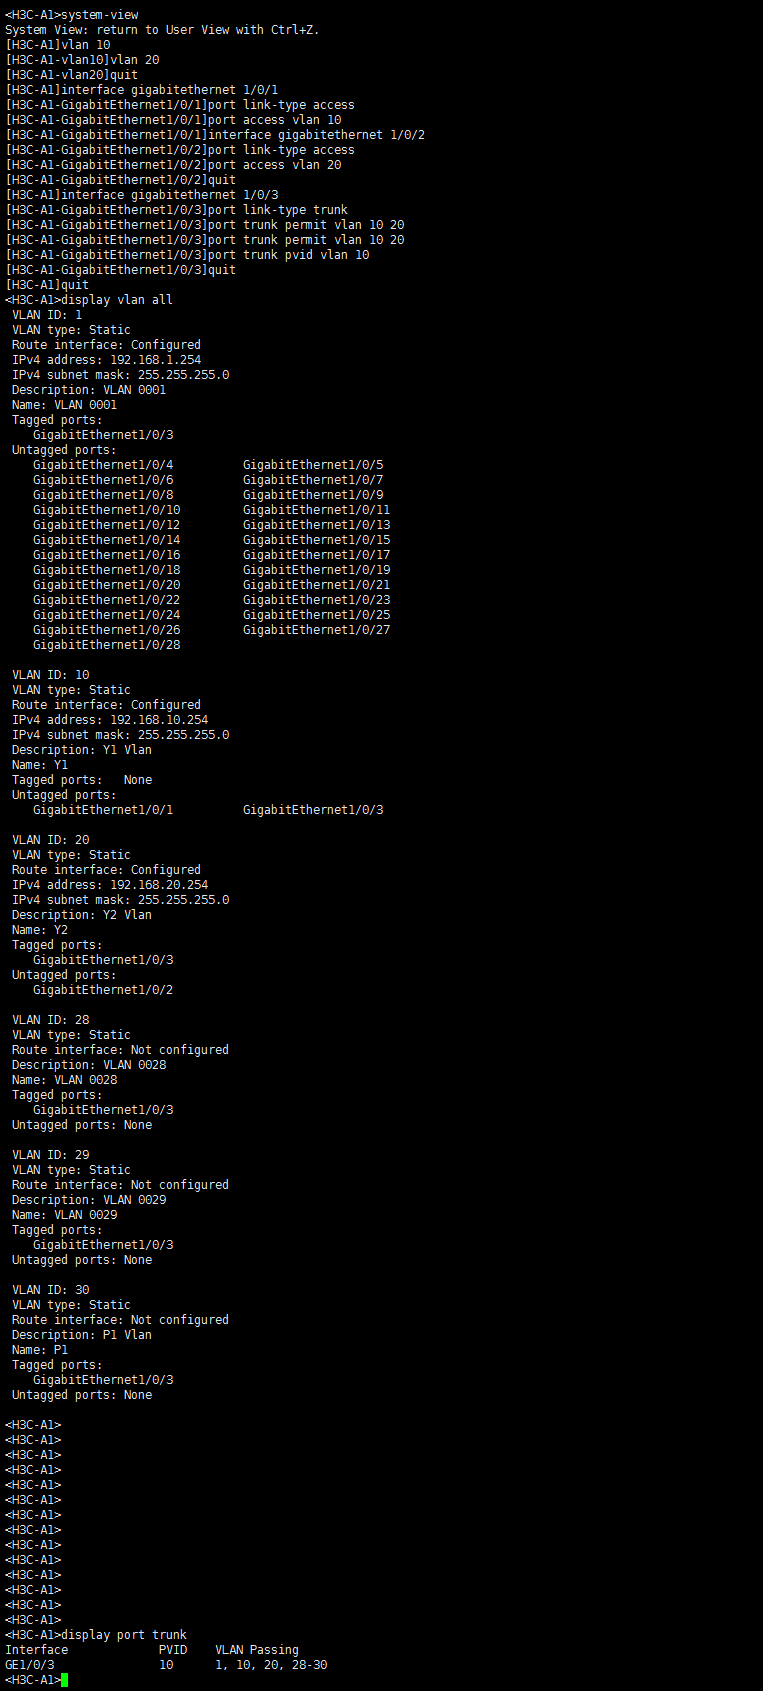 <H3C-A1>system-view
System View: return to User View with Ctrl+Z.
[H3C-A1]vlan 10
[H3C-A1-vlan10]vlan 20
[H3C-A1-vlan20]quit
[H3C-A1]interface gigabitethernet 1/0/1
[H3C-A1-GigabitEthernet1/0/1]port link-type access
[H3C-A1-GigabitEthernet1/0/1]port access vlan 10
[H3C-A1-GigabitEthernet1/0/1]interface gigabitethernet 1/0/2
[H3C-A1-GigabitEthernet1/0/2]port link-type access
[H3C-A1-GigabitEthernet1/0/2]port access vlan 20
[H3C-A1-GigabitEthernet1/0/2]quit
[H3C-A1]interface gigabitethernet 1/0/3
[H3C-A1-GigabitEthernet1/0/3]port link-type trunk
[H3C-A1-GigabitEthernet1/0/3]port trunk permit vlan 10 20
[H3C-A1-GigabitEthernet1/0/3]port trunk permit vlan 10 20
[H3C-A1-GigabitEthernet1/0/3]port trunk pvid vlan 10
[H3C-A1-GigabitEthernet1/0/3]quit
[H3C-A1]quit
<H3C-A1>display vlan all
VLAN ID: 1
VLAN type: Static
Route interface: Configured
IPv4 address: 192.168.1.254
IPv4 subnet mask: 255.255.255.0
Description: VLAN 0001
Name: VLAN 0001
Tagged ports:
GigabitEthernet1/0/3
Untagged ports:
GigabitEthernet1/0/4 GigabitEthernet1/0/5
GigabitEthernet1/0/6 GigabitEthernet1/0/7
GigabitEthernet1/0/8 GigabitEthernet1/0/9
GigabitEthernet1/0/10 GigabitEthernet1/0/11
GigabitEthernet1/0/12 GigabitEthernet1/0/13
GigabitEthernet1/0/14 GigabitEthernet1/0/15
GigabitEthernet1/0/16 GigabitEthernet1/0/17
GigabitEthernet1/0/18 GigabitEthernet1/0/19
GigabitEthernet1/0/20 GigabitEthernet1/0/21
GigabitEthernet1/0/22 GigabitEthernet1/0/23
GigabitEthernet1/0/24 GigabitEthernet1/0/25
GigabitEthernet1/0/26 GigabitEthernet1/0/27
GigabitEthernet1/0/28
VLAN ID: 10
VLAN type: Static
Route interface: Configured
IPv4 address: 192.168.10.254
IPv4 subnet mask: 255.255.255.0
Description: Y1 Vlan
Name: Y1
Tagged ports:   None
Untagged ports:
GigabitEthernet1/0/1 GigabitEthernet1/0/3
VLAN ID: 20
VLAN type: Static
Route interface: Configured
IPv4 address: 192.168.20.254
IPv4 subnet mask: 255.255.255.0
Description: Y2 Vlan
Name: Y2
Tagged ports:
GigabitEthernet1/0/3
Untagged ports:
GigabitEthernet1/0/2
VLAN ID: 28
VLAN type: Static
Route interface: Not configured
Description: VLAN 0028
Name: VLAN 0028
Tagged ports:
GigabitEthernet1/0/3
Untagged ports: None
VLAN ID: 29
VLAN type: Static
Route interface: Not configured
Description: VLAN 0029
Name: VLAN 0029
Tagged ports:
GigabitEthernet1/0/3
Untagged ports: None
VLAN ID: 30
VLAN type: Static
Route interface: Not configured
Description: P1 Vlan
Name: P1
Tagged ports:
GigabitEthernet1/0/3
Untagged ports: None
<H3C-A1>
<H3C-A1>
<H3C-A1>
<H3C-A1>
<H3C-A1>
<H3C-A1>
<H3C-A1>
<H3C-A1>
<H3C-A1>
<H3C-A1>
<H3C-A1>
<H3C-A1>
<H3C-A1>
<H3C-A1>
<H3C-A1>display port trunk
Interface PVID VLAN Passing
GE1/0/3 10 1, 10, 20, 28-30
<H3C-A1>